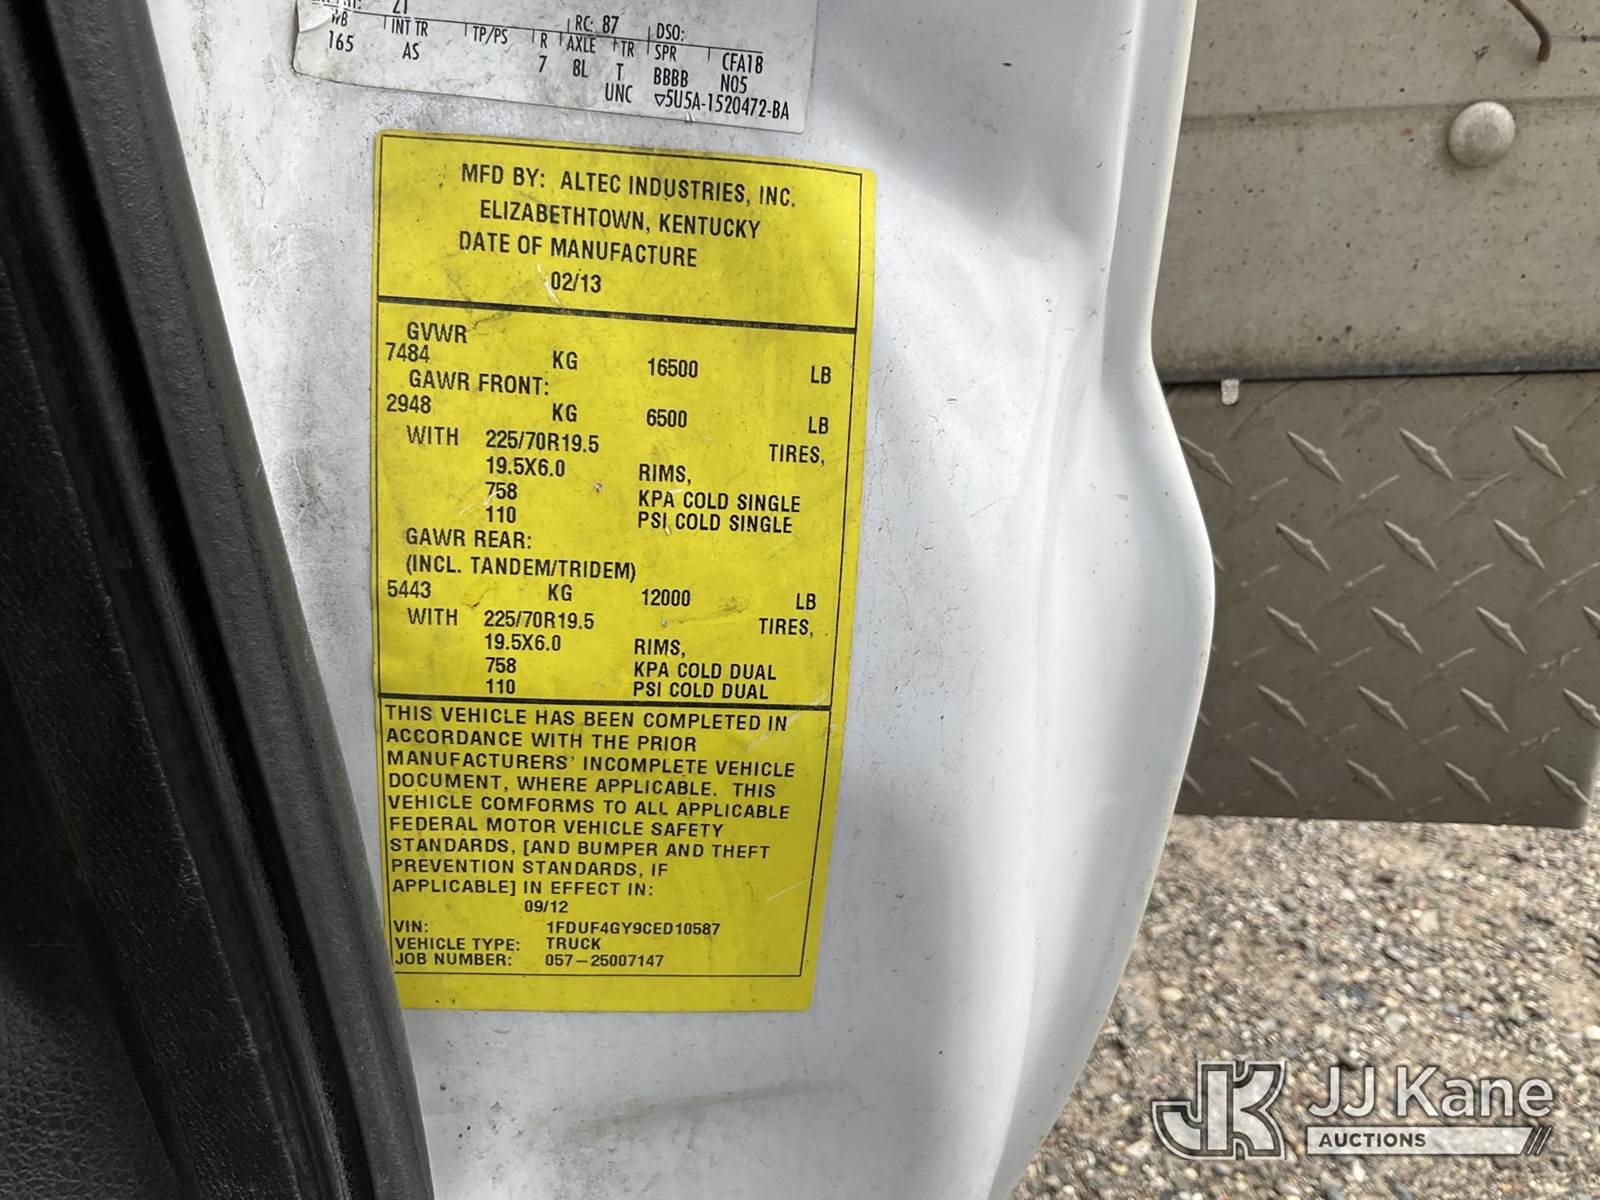 21
RC: 87 DSO:
WB INT TR TP/PS R AXLE TR SPR CFA18
165 AS 7 8L T BBBB N05
UNC ▽5U5A-1520472-BA
MFD BY: ALTEC INDUSTRIES, INC.
ELIZABETHTOWN, KENTUCKY
DATE OF MANUFACTURE
02/13
GVWR
7484 KG 16500 LB
GAWR FRONT:
2948 KG 6500 LB
WITH 225/70R19.5 TIRES,
19.5X6.0 RIMS,
758 KPA COLD SINGLE
110 PSI COLD SINGLE
GAWR REAR:
(INCL. TANDEM/TRIDEM)
5443 KG 12000 LB
WITH 225/70R19.5 TIRES,
19.5X6.0 RIMS,
758 KPA COLD DUAL
110 PSI COLD DUAL
THIS VEHICLE HAS BEEN COMPLETED IN
ACCORDANCE WITH THE PRIOR
MANUFACTURERS' INCOMPLETE VEHICLE
DOCUMENT, WHERE APPLICABLE. THIS
VEHICLE COMFORMS TO ALL APPLICABLE
FEDERAL MOTOR VEHICLE SAFETY
STANDARDS, [AND BUMPER AND THEFT
PREVENTION STANDARDS, IF
APPLICABLE] IN EFFECT IN:
09/12
VIN: 1FDUF4GY9CED10587
VEHICLE TYPE: TRUCK
JOB NUMBER: 057-25007147
JK JJ Kane
AUCTIONS